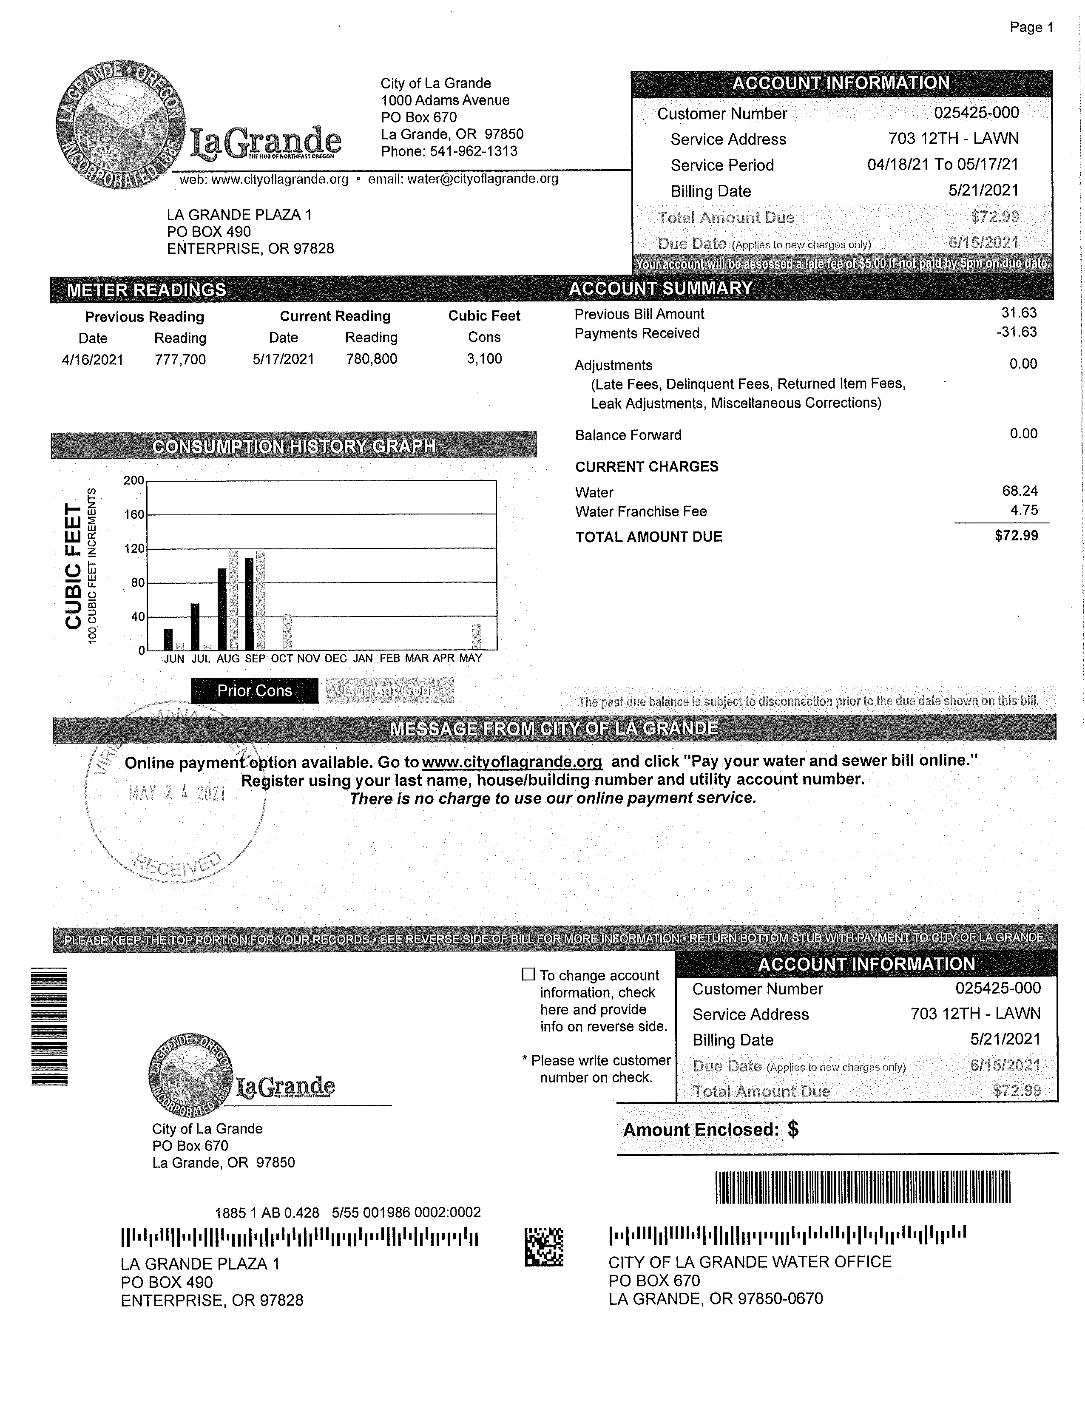 Page 1
LA GRANDE, OREGON
INCORPORATED
LaGrande
THE HUB OF NORTHEAST OREGON
City of La Grande
1000 Adams Avenue
PO Box 670
La Grande, OR 97850
Phone: 541-962-1313
web: www.cityoflagrande.org • email: water@cityoflagrande.org
LA GRANDE PLAZA 1
PO BOX 490
ENTERPRISE, OR 97828
ACCOUNT INFORMATION
Customer Number 025425-000
Service Address 703 12TH - LAWN
Service Period 04/18/21 To 05/17/21
Billing Date 5/21/2021
Total Amount Due $72.99
Due Date (Applies to new charges only) 6/15/2021
Your account will be assessed a late fee of $5.00 if not paid by 5pm on due date.
METER READINGS
Previous Reading Current Reading Cubic Feet
Date Reading Date Reading Cons
4/16/2021 777,700 5/17/2021 780,800 3,100
ACCOUNT SUMMARY
Previous Bill Amount 31.63
Payments Received -31.63
Adjustments 0.00
(Late Fees, Delinquent Fees, Returned Item Fees,
Leak Adjustments, Miscellaneous Corrections)
Balance Forward 0.00
CURRENT CHARGES
Water 68.24
Water Franchise Fee 4.75
TOTAL AMOUNT DUE $72.99
CONSUMPTION HISTORY GRAPH
CUBIC FEET
100 CUBIC FEET INCREMENTS
200
160
120
80
40
0
JUN JUL AUG SEP OCT NOV DEC JAN FEB MAR APR MAY
Prior Cons
The past due balance is subject to disconnection prior to the due date shown on this bill.
MESSAGE FROM CITY OF LA GRANDE
Online payment option available. Go to www.cityoflagrande.org and click "Pay your water and sewer bill online."
Register using your last name, house/building number and utility account number.
There is no charge to use our online payment service.
MAY 24 2021
RECEIVED
PLEASE KEEP THE TOP PORTION FOR YOUR RECORDS • SEE REVERSE SIDE OF BILL FOR MORE INFORMATION • RETURN BOTTOM STUB WITH PAYMENT TO CITY OF LA GRANDE
To change account
information, check
here and provide
info on reverse side.
* Please write customer
number on check.
ACCOUNT INFORMATION
Customer Number 025425-000
Service Address 703 12TH - LAWN
Billing Date 5/21/2021
Due Date (Applies to new charges only) 6/15/2021
Total Amount Due $72.99
Amount Enclosed: $
LaGrande
City of La Grande
PO Box 670
La Grande, OR 97850
1885 1 AB 0.428 5/55 001986 0002:0002
LA GRANDE PLAZA 1
PO BOX 490
ENTERPRISE, OR 97828
CITY OF LA GRANDE WATER OFFICE
PO BOX 670
LA GRANDE, OR 97850-0670